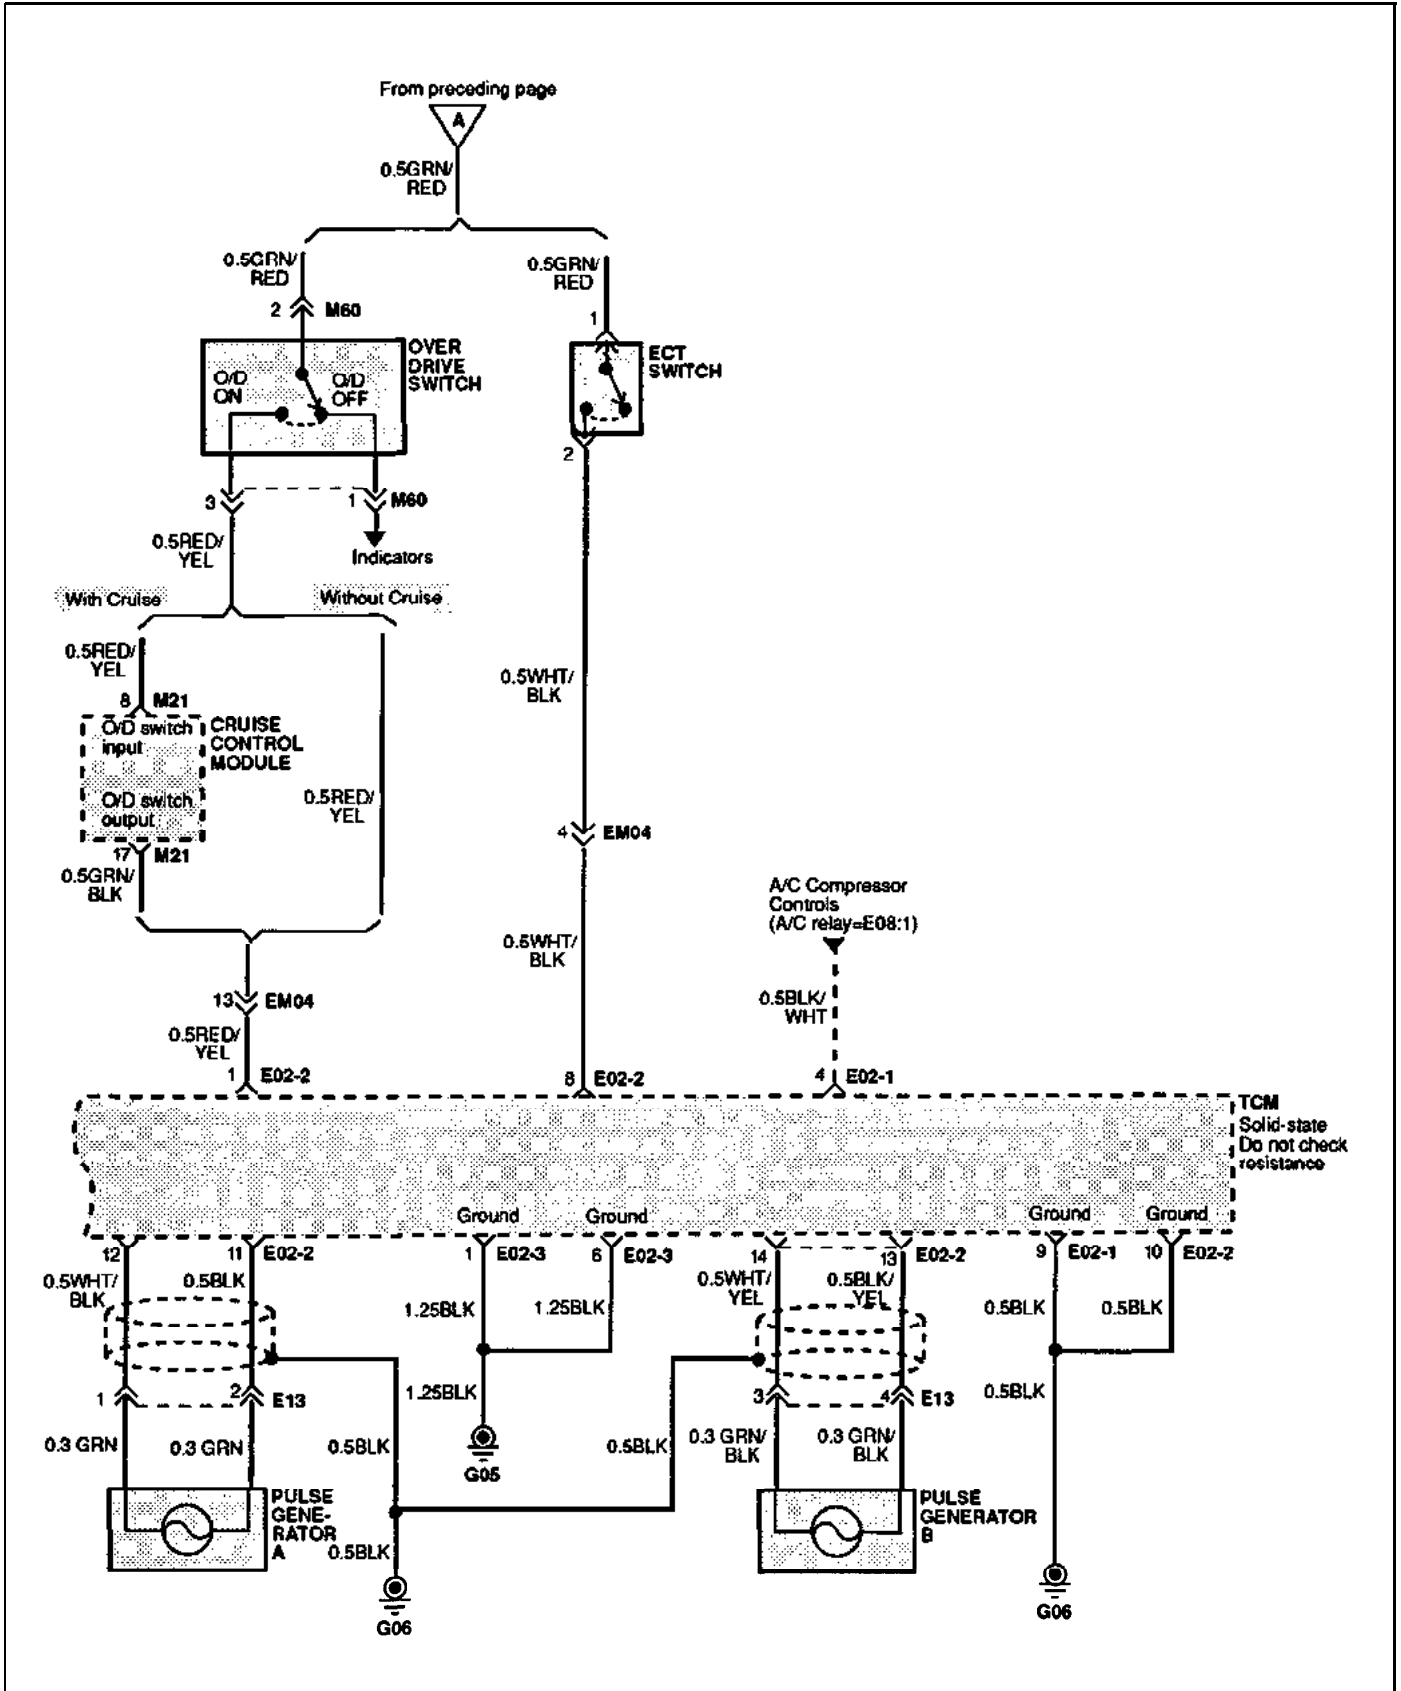 From preceding page
A
0.5GRN/
RED
0.5GRN/
RED
0.5GRN/
RED
2 M60
1
OVER
DRIVE
SWITCH
O/D
ON
O/D
OFF
ECT
SWITCH
2
3
1 M60
0.5RED/
YEL
Indicators
With Cruise
Without Cruise
0.5RED/
YEL
0.5WHT/
BLK
8 M21
O/D switch
input
O/D switch
output
CRUISE
CONTROL
MODULE
0.5RED/
YEL
17 M21
4 EM04
0.5GRN/
BLK
A/C Compressor
Controls
(A/C relay=E08:1)
0.5WHT/
BLK
13 EM04
0.5BLK/
WHT
0.5RED/
YEL
1 E02-2
8 E02-2
4 E02-1
TCM
Solid-state
Do not check
resistance
Ground
Ground
Ground
Ground
12
11 E02-2
1 E02-3
6 E02-3
14
13 E02-2
9 E02-1
10 E02-2
0.5WHT/
BLK
0.5BLK
1.25BLK
1.25BLK
0.5WHT/
YEL
0.5BLK/
YEL
0.5BLK
0.5BLK
1
2 E13
1.25BLK
3
4 E13
0.5BLK
0.3 GRN
0.3 GRN
0.5BLK
G05
0.5BLK
0.3 GRN/
BLK
0.3 GRN/
BLK
PULSE
GENE-
RATOR
A
0.5BLK
PULSE
GENERATOR
B
G06
G06